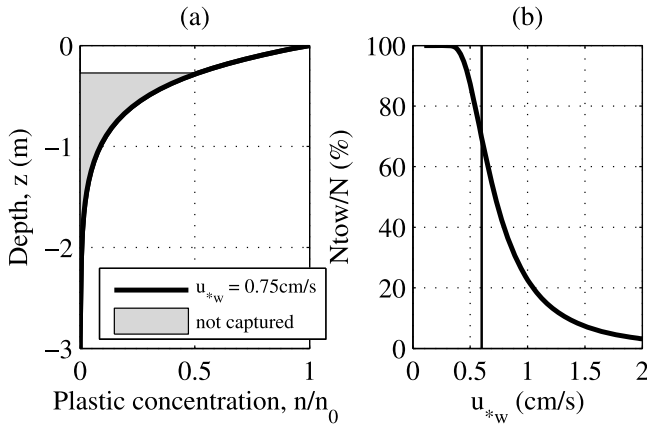 (a)
0
−1
−2
−3
Depth, z (m)
u*w = 0.75cm/s
not captured
0 0.5 1
Plastic concentration, n/n0
(b)
100
80
60
40
20
0
Ntow/N (%)
0 0.5 1 1.5 2
u*w (cm/s)